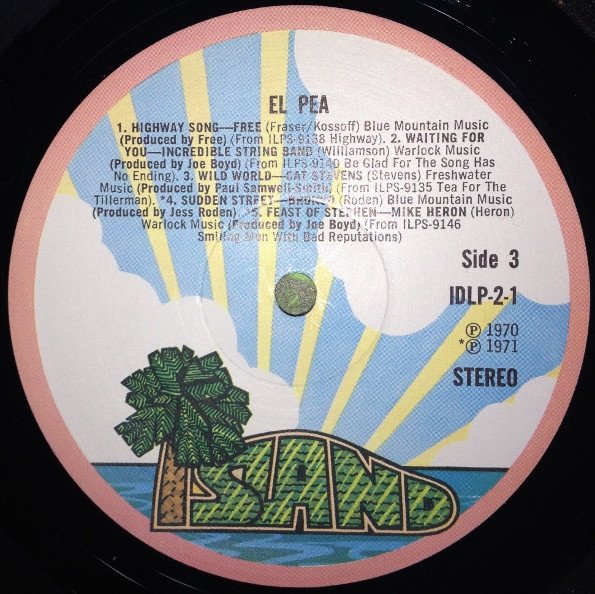 EL PEA
1. HIGHWAY SONG—FREE (Fraser/Kossoff) Blue Mountain Music
(Produced by Free) (From ILPS-9138 Highway). 2. WAITING FOR
YOU—INCREDIBLE STRING BAND (Williamson) Warlock Music
(Produced by Joe Boyd) (From ILPS-9140 Be Glad For The Song Has
No Ending). 3. WILD WORLD—CAT STEVENS (Stevens) Freshwater
Music (Produced by Paul Samwell-Smith) (From ILPS-9135 Tea For The
Tillerman). *4. SUDDEN STREET—BRONCO (Roden) Blue Mountain Music
(Produced by Jess Roden). *5. FEAST OF STEPHEN—MIKE HERON (Heron)
Warlock Music (Produced by Joe Boyd) (From ILPS-9146
Smiling Men With Bad Reputations)
Side 3
IDLP-2-1
Ⓟ 1970
*Ⓟ 1971
STEREO
ISLAND